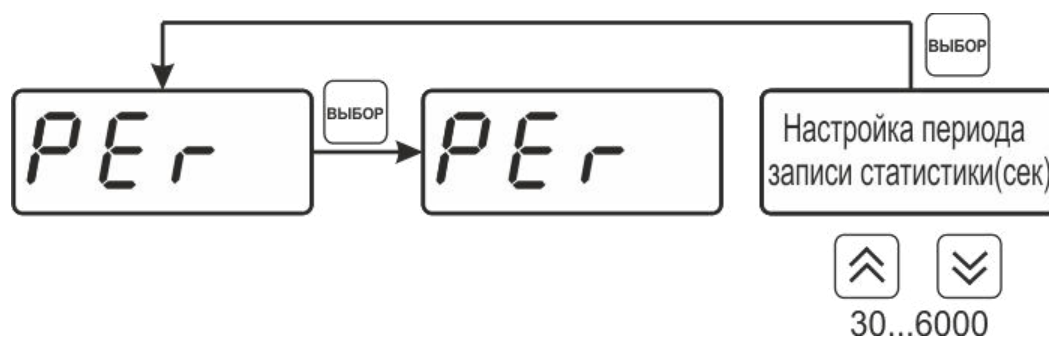 ВЫБОР
PEr
ВЫБОР
PEr
Настройка периода
записи статистики(сек)
30...6000